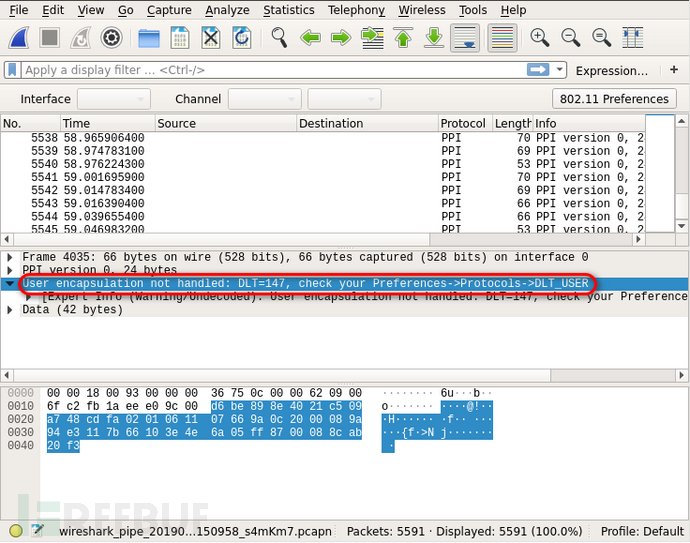 File Edit View Go Capture Analyze Statistics Telephony Wireless Tools Help
Apply a display filter ... <Ctrl-/> Expression... +
Interface Channel 802.11 Preferences
No. Time Source Destination Protocol Length Info
5538 58.965906400 PPI 70 PPI version 0, 2
5539 58.974783100 PPI 69 PPI version 0, 2
5540 58.976224300 PPI 53 PPI version 0, 2
5541 59.001695900 PPI 70 PPI version 0, 2
5542 59.014783400 PPI 69 PPI version 0, 2
5543 59.016390400 PPI 66 PPI version 0, 2
5544 59.039655400 PPI 66 PPI version 0, 2
5545 59.046983200 PPI 53 PPI version 0, 2
Frame 4035: 66 bytes on wire (528 bits), 66 bytes captured (528 bits) on interface 0
PPI version 0, 24 bytes
User encapsulation not handled: DLT=147, check your Preferences->Protocols->DLT_USER
[Expert Info (Warning/Undecoded): User encapsulation not handled: DLT=147, check your Preference
Data (42 bytes)
0000 00 00 18 00 93 00 00 00 36 75 0c 00 00 62 09 00 ········ 6u···b··
0010 6f c2 fb 1a ee e0 9c 00 d6 be 89 8e 40 21 c5 09 o······· ····@!··
0020 a7 48 cd fa 02 01 06 11 07 66 9a 0c 20 00 08 9a ·H······ ·f·· ···
0030 94 e3 11 7b 66 10 3e 4e 6a 05 ff 87 00 08 8c ab ···{f·>N j·······
0040 20 f3 ·
FREEBUF
wireshark_pipe_20190...150958_s4mKm7.pcapn Packets: 5591 · Displayed: 5591 (100.0%) Profile: Default